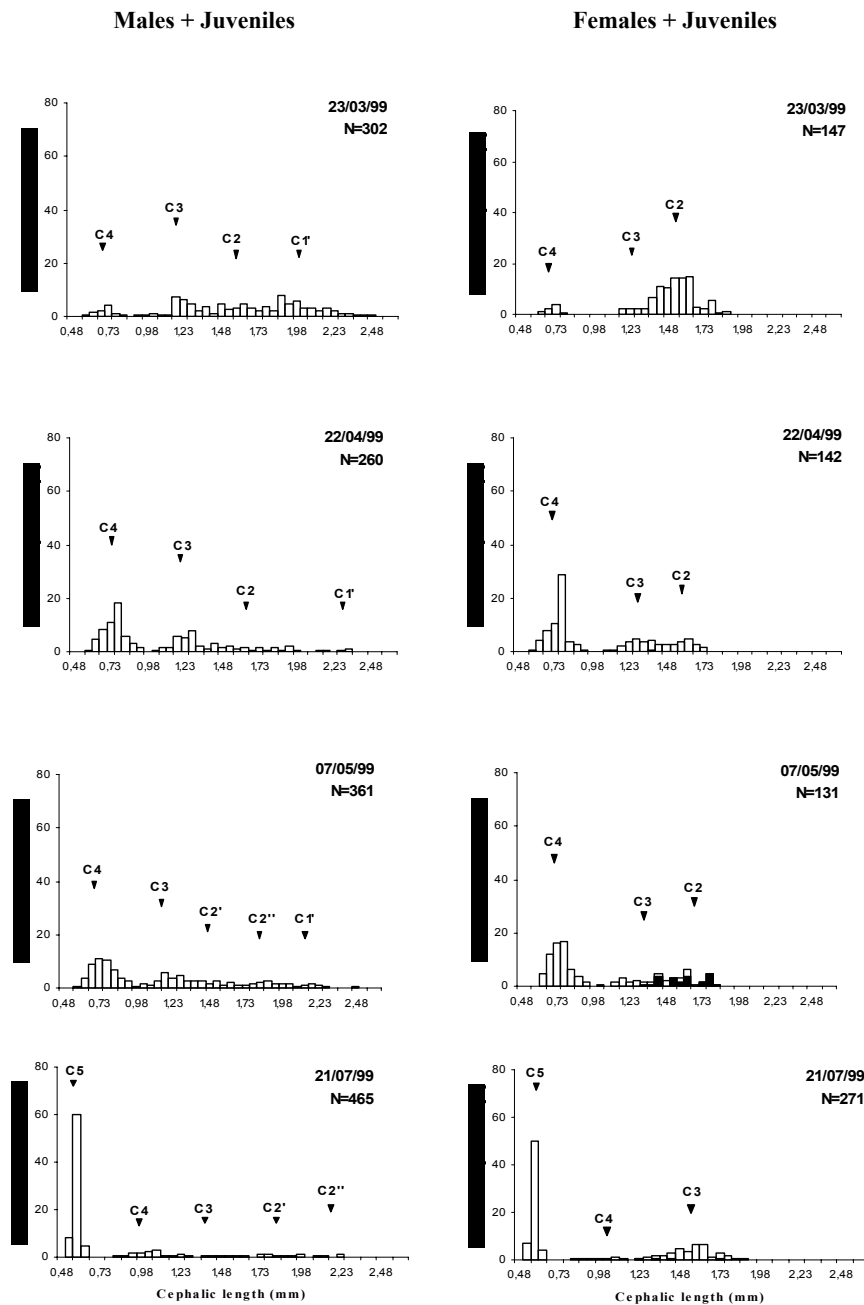 Males + Juveniles
Females + Juveniles
80
60
40
20
0
23/03/99
N=302
C4
C3
C2
C1'
0,48 0,73 0,98 1,23 1,48 1,73 1,98 2,23 2,48
80
60
40
20
0
23/03/99
N=147
C4
C3
C2
0,48 0,73 0,98 1,23 1,48 1,73 1,98 2,23 2,48
80
60
40
20
0
22/04/99
N=260
C4
C3
C2
C1'
0,48 0,73 0,98 1,23 1,48 1,73 1,98 2,23 2,48
80
60
40
20
0
22/04/99
N=142
C4
C3
C2
0,48 0,73 0,98 1,23 1,48 1,73 1,98 2,23 2,48
80
60
40
20
0
07/05/99
N=361
C4
C3
C2'
C2''
C1'
0,48 0,73 0,98 1,23 1,48 1,73 1,98 2,23 2,48
80
60
40
20
0
07/05/99
N=131
C4
C3
C2
0,48 0,73 0,98 1,23 1,48 1,73 1,98 2,23 2,48
80
60
40
20
0
21/07/99
N=465
C5
C4
C3
C2'
C2''
0,48 0,73 0,98 1,23 1,48 1,73 1,98 2,23 2,48
Cephalic length (mm)
80
60
40
20
0
21/07/99
N=271
C5
C4
C3
0,48 0,73 0,98 1,23 1,48 1,73 1,98 2,23 2,48
Cephalic length (mm)